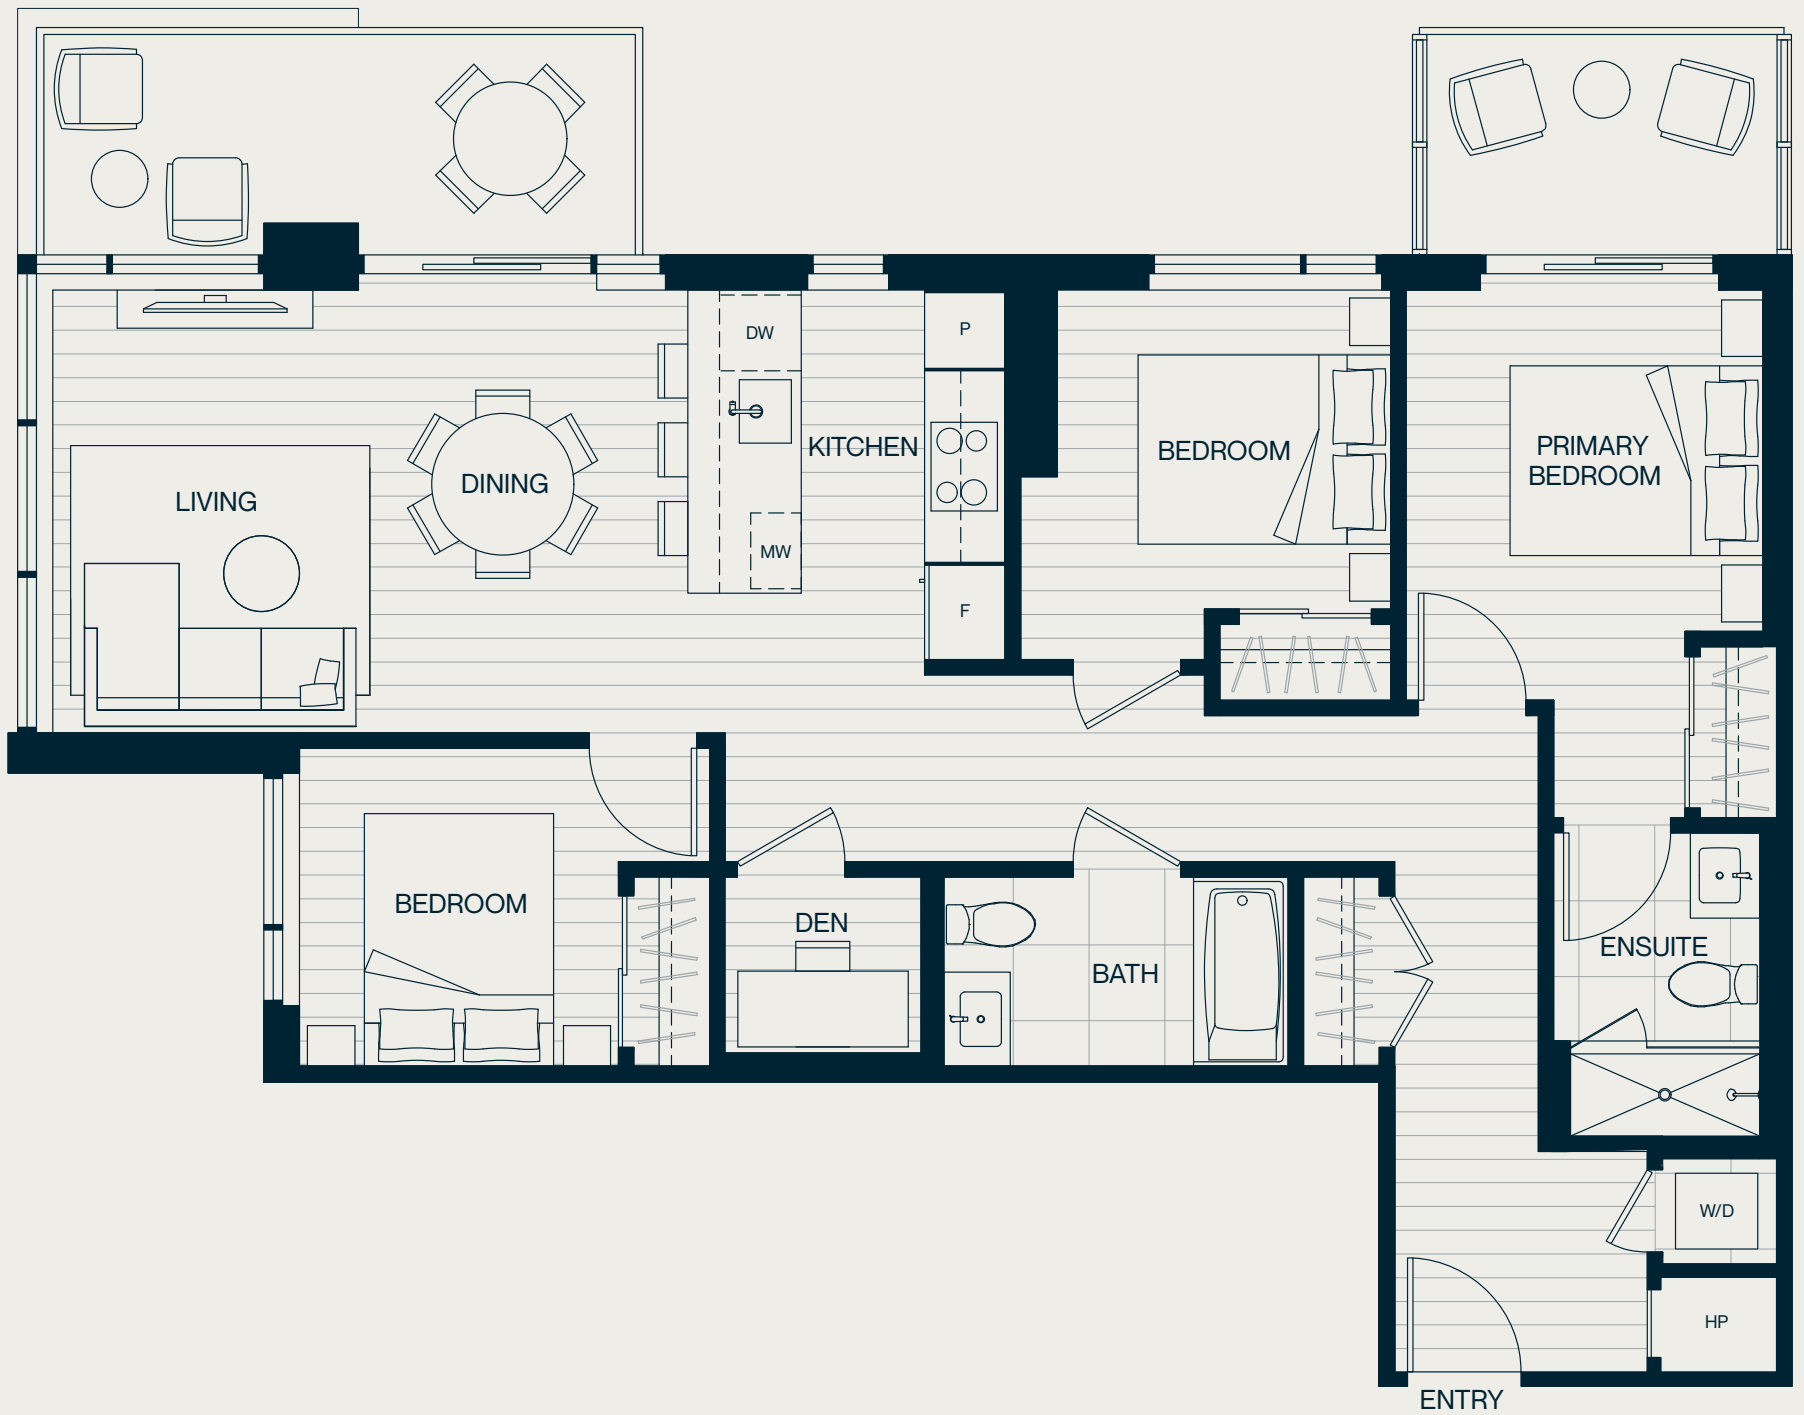 DW
P
KITCHEN
BEDROOM
PRIMARY
BEDROOM
LIVING
DINING
MW
F
BEDROOM
DEN
BATH
ENSUITE
W/D
HP
ENTRY